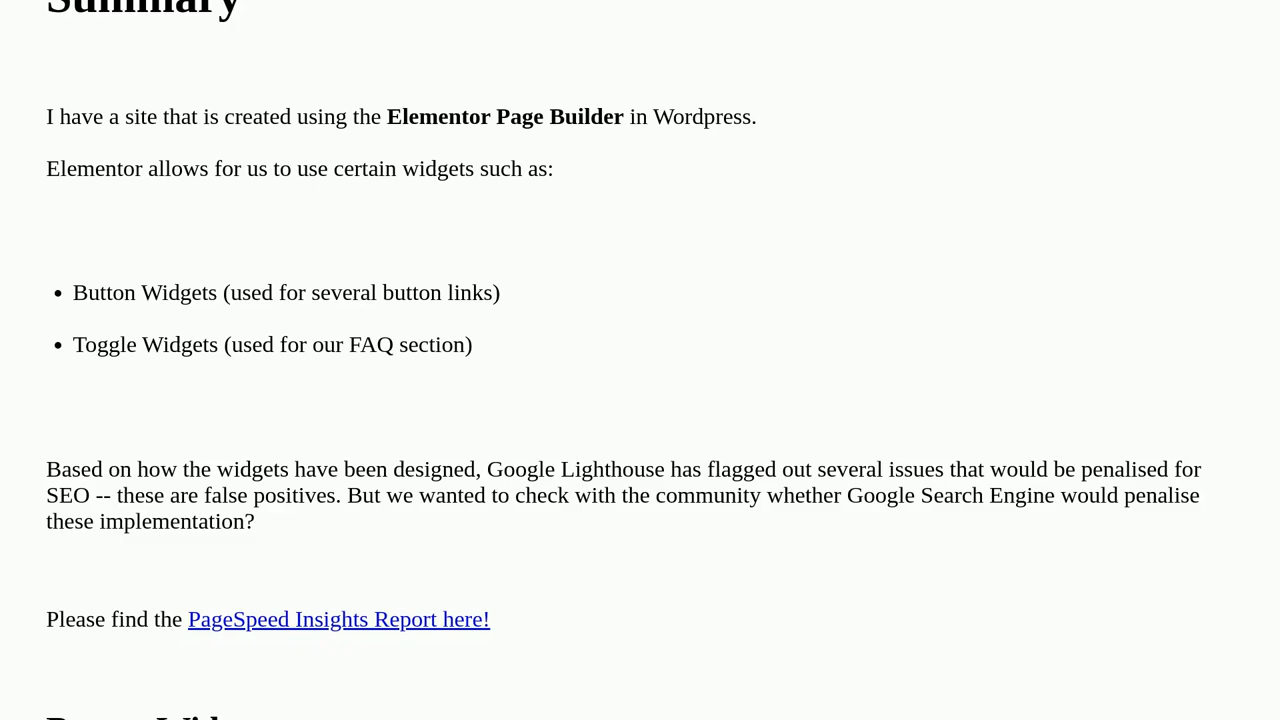 Summary
I have a site that is created using the Elementor Page Builder in Wordpress.
Elementor allows for us to use certain widgets such as:
• Button Widgets (used for several button links)
• Toggle Widgets (used for our FAQ section)
Based on how the widgets have been designed, Google Lighthouse has flagged out several issues that would be penalised for
SEO -- these are false positives. But we wanted to check with the community whether Google Search Engine would penalise
these implementation?
Please find the PageSpeed Insights Report here!